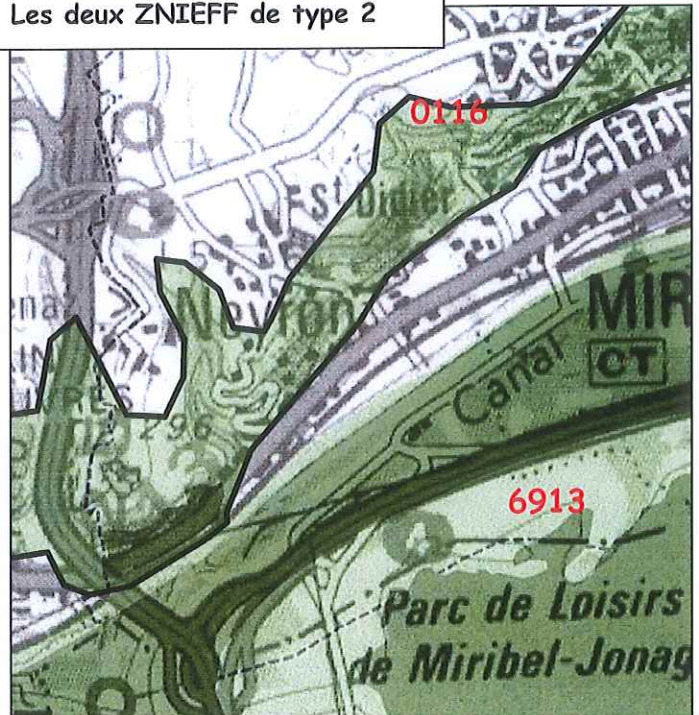 Les deux ZNIEFF de type 2
0116
St Didier
Neyron
MIR
CT
Canal
296
6913
Parc de Loisirs
de Miribel-Jonag